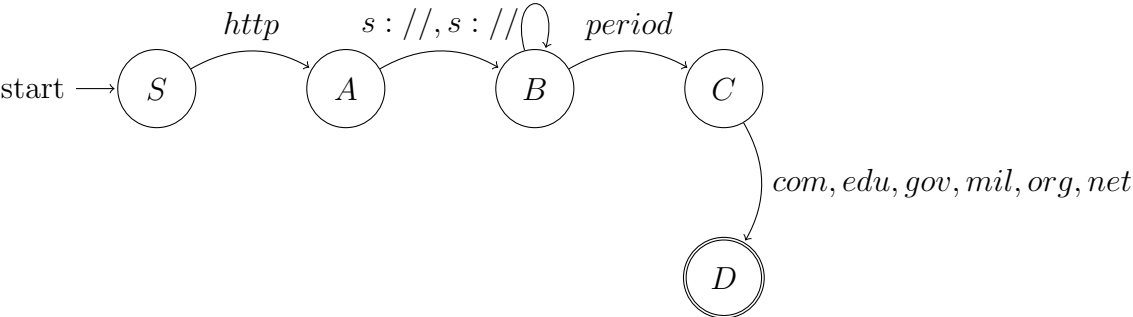 http
s : //, s : //
period
start
S
A
B
C
com, edu, gov, mil, org, net
D